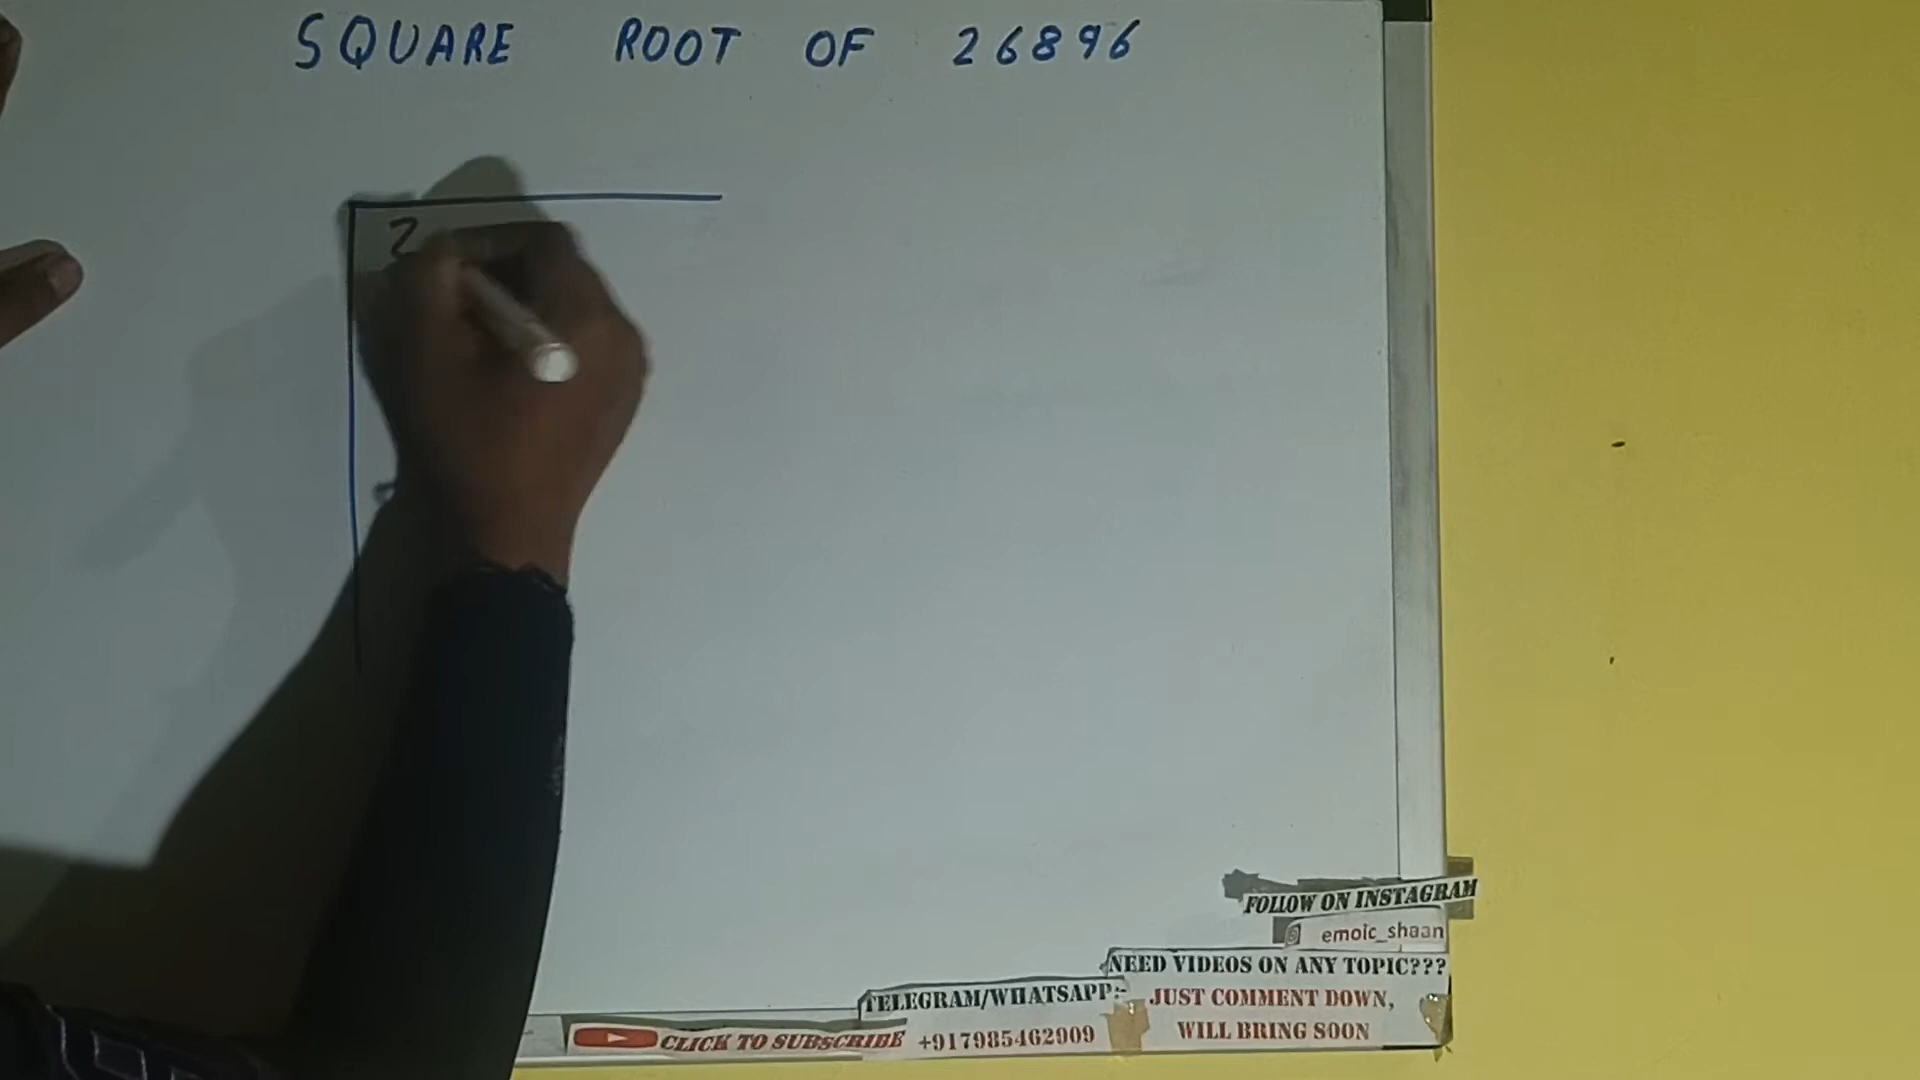 SQUARE ROOT OF 26896
2
FOLLOW ON INSTAGRAM
emoic_shaan
NEED VIDEOS ON ANY TOPIC???
TELEGRAM/WHATSAPP:-
JUST COMMENT DOWN,
CLICK TO SUBSCRIBE
+917985462909
WILL BRING SOON